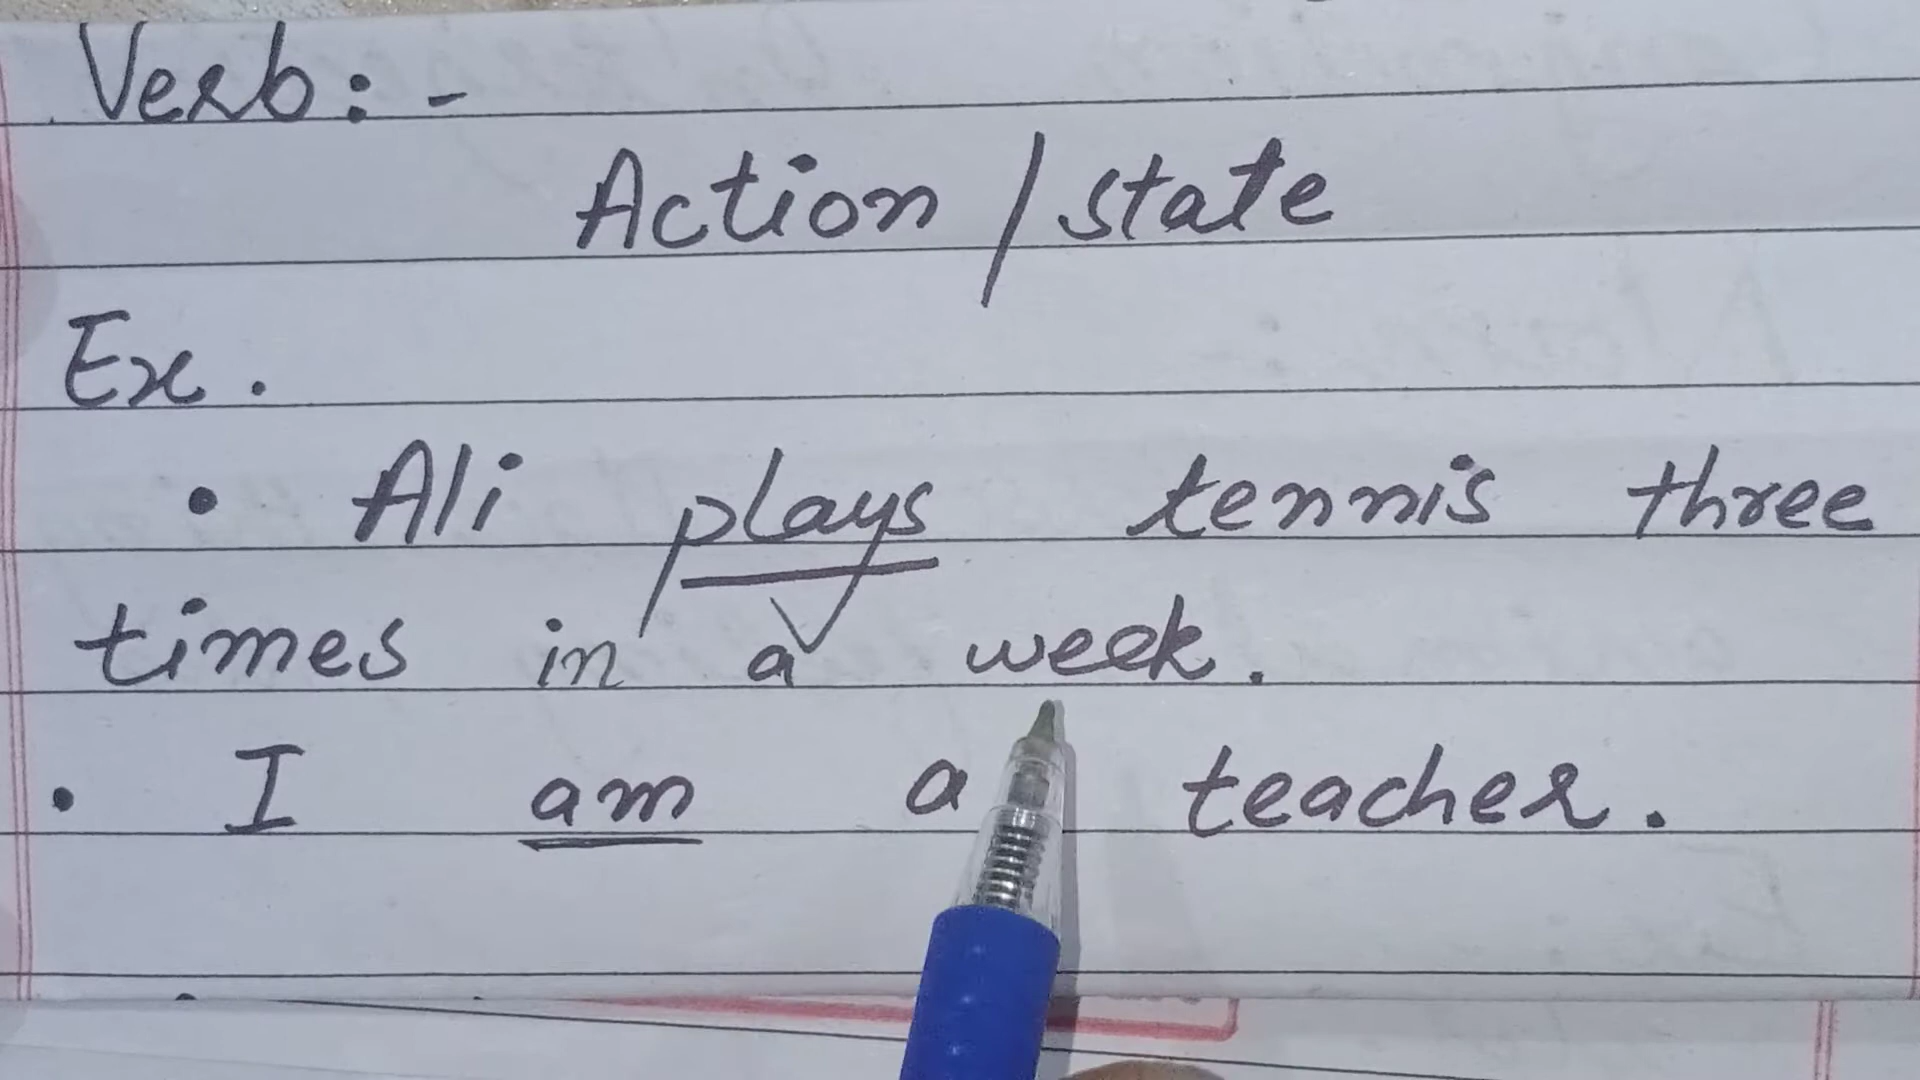 Verb:-
Action / state
Ex.
• Ali plays tennis three
times in a week.
• I am a teacher.